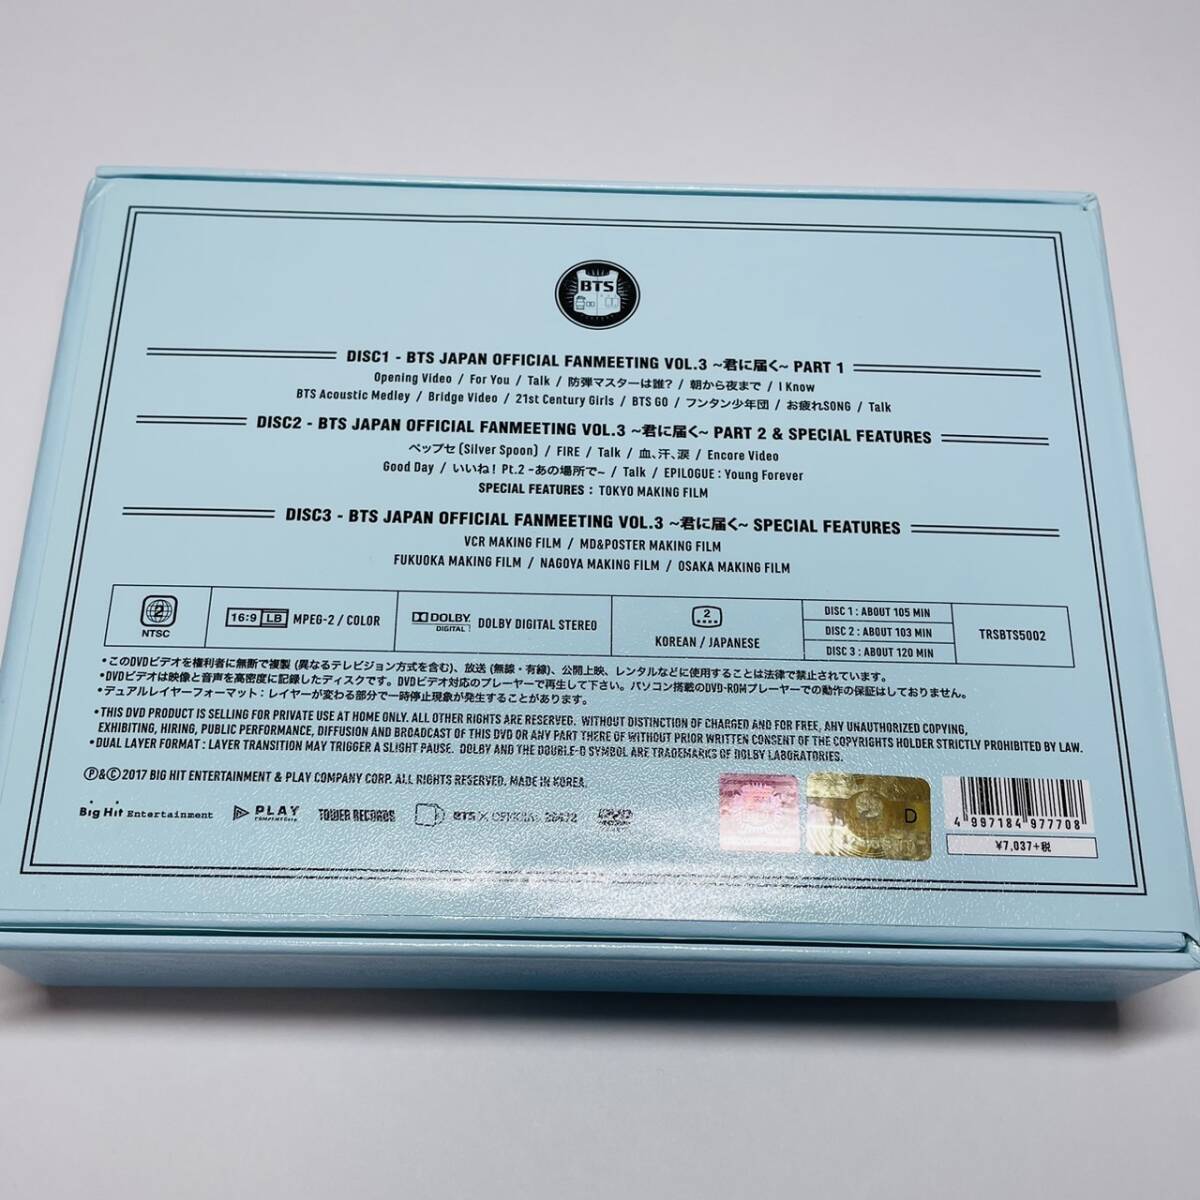 BTS
DISC1 - BTS JAPAN OFFICIAL FANMEETING VOL.3 ~君に届く~ PART 1
Opening Video / For You / Talk / 防弾マスターは誰? / 朝から夜まで / I Know
BTS Acoustic Medley / Bridge Video / 21st Century Girls / BTS GO / フンタン少年団 / お疲れSONG / Talk
DISC2 - BTS JAPAN OFFICIAL FANMEETING VOL.3 ~君に届く~ PART 2 & SPECIAL FEATURES
ペップセ (Silver Spoon) / FIRE / Talk / 血、汗、涙 / Encore Video
Good Day / いいね! Pt.2 -あの場所で- / Talk / EPILOGUE : Young Forever
SPECIAL FEATURES : TOKYO MAKING FILM
DISC3 - BTS JAPAN OFFICIAL FANMEETING VOL.3 ~君に届く~ SPECIAL FEATURES
VCR MAKING FILM / MD&POSTER MAKING FILM
FUKUOKA MAKING FILM / NAGOYA MAKING FILM / OSAKA MAKING FILM
2 NTSC
16:9 LB MPEG-2 / COLOR
DOLBY DIGITAL DOLBY DIGITAL STEREO
2 KOREAN / JAPANESE
DISC 1 : ABOUT 105 MIN
DISC 2 : ABOUT 103 MIN
DISC 3 : ABOUT 120 MIN
TRSBTS5002
•このDVDビデオを権利者に無断で複製 (異なるテレビジョン方式を含む)、放送 (無線・有線)、公開上映、レンタルなどに使用することは法律で禁止されています。
•DVDビデオは映像と音声を高密度に記録したディスクです。DVDビデオ対応のプレーヤーで再生して下さい。パソコン搭載のDVD-ROMプレーヤーでの動作の保証はしておりません。
•デュアルレイヤーフォーマット : レイヤーが変わる部分で一時停止現象が発生することがあります。
•THIS DVD PRODUCT IS SELLING FOR PRIVATE USE AT HOME ONLY. ALL OTHER RIGHTS ARE RESERVED. WITHOUT DISTINCTION OF CHARGED AND FOR FREE, ANY UNAUTHORIZED COPYING,
EXHIBITING, HIRING, PUBLIC PERFORMANCE, DIFFUSION AND BROADCAST OF THIS DVD OR ANY PART THERE OF WITHOUT PRIOR WRITTEN CONSENT OF THE COPYRIGHTS HOLDER STRICTLY PROHIBITED BY LAW.
•DUAL LAYER FORMAT : LAYER TRANSITION MAY TRIGGER A SLIGHT PAUSE. DOLBY AND THE DOUBLE-D SYMBOL ARE TRADEMARKS OF DOLBY LABORATORIES.
℗&©2017 BIG HIT ENTERTAINMENT & PLAY COMPANY CORP. ALL RIGHTS RESERVED. MADE IN KOREA.
Big Hit Entertainment
PLAY
TOWER RECORDS
BTS X
D
4 997184 977708
¥7,037+税